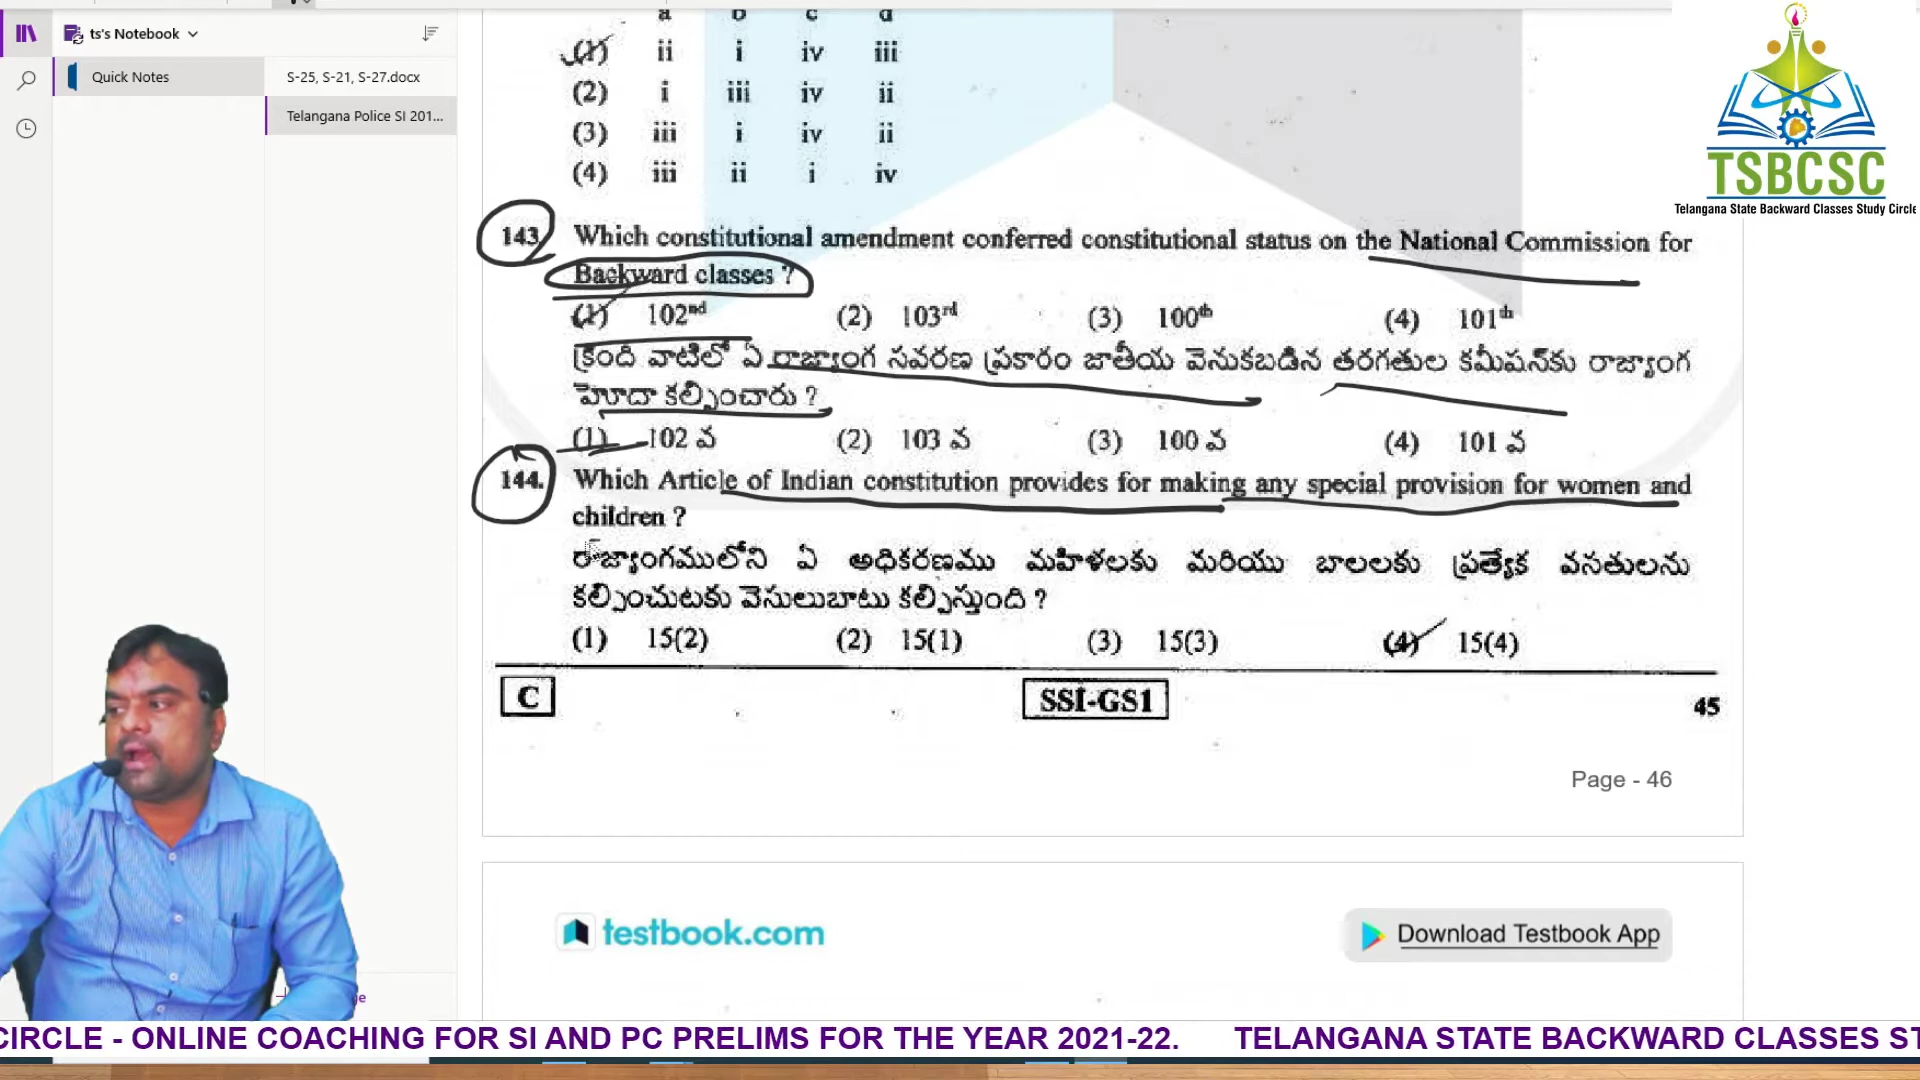 ts's Notebook
Quick Notes
S-25, S-21, S-27.docx
Telangana Police SI 201...
a b c d
(1) ii i iv iii
(2) i iii iv ii
(3) iii i iv ii
(4) iii ii i iv
143. Which constitutional amendment conferred constitutional status on the National Commission for
Backward classes ?
(1) 102nd (2) 103rd (3) 100th (4) 101th
క్రింది వాటిలో ఏ రాజ్యాంగ సవరణ ప్రకారం జాతీయ వెనుకబడిన తరగతుల కమీషన్‌కు రాజ్యాంగ
హెూదా కల్పించారు ?
(1) 102 వ (2) 103 వ (3) 100 వ (4) 101 వ
144. Which Article of Indian constitution provides for making any special provision for women and
children ?
రాజ్యాంగములోని ఏ అధికరణము మహిళలకు మరియు బాలలకు ప్రత్యేక వసతులను
కల్పించుటకు వెసులుబాటు కల్పిస్తుంది ?
(1) 15(2) (2) 15(1) (3) 15(3) (4) 15(4)
C SSI-GS1 45
Page - 46
testbook.com
Download Testbook App
TSBCSC
Telangana State Backward Classes Study Circle
CIRCLE - ONLINE COACHING FOR SI AND PC PRELIMS FOR THE YEAR 2021-22. TELANGANA STATE BACKWARD CLASSES ST